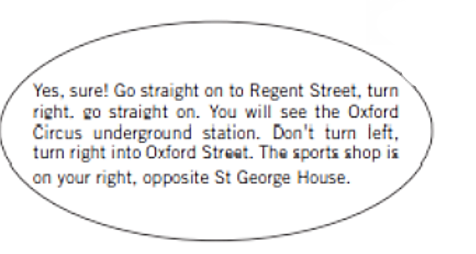 Yes, sure! Go straight on to Regent Street, turn
right. go straight on. You will see the Oxford
Circus underground station. Don't turn left,
turn right into Oxford Street. The sports shop is
on your right, opposite St George House.